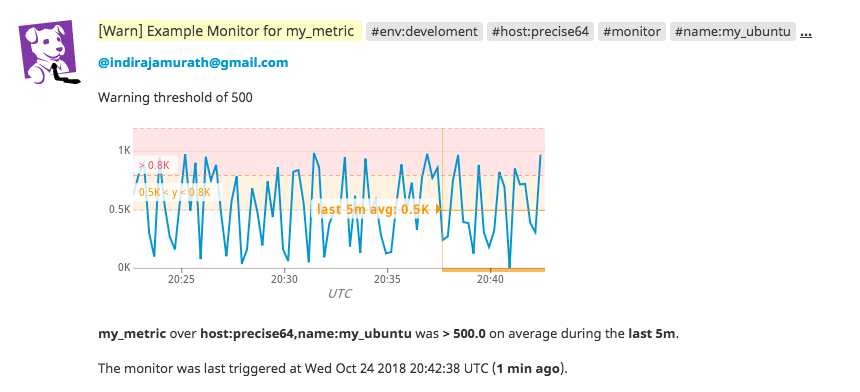 [Warn] Example Monitor for my_metric #env:develoment #host:precise64 #monitor #name:my_ubuntu ...
@indirajamurath@gmail.com
Warning threshold of 500
1K
> 0.8K
0.5K < y < 0.8K
0.5K
last 5m avg: 0.5K
0K
20:25 20:30 20:35 20:40
UTC
my_metric over host:precise64,name:my_ubuntu was > 500.0 on average during the last 5m.
The monitor was last triggered at Wed Oct 24 2018 20:42:38 UTC (1 min ago).